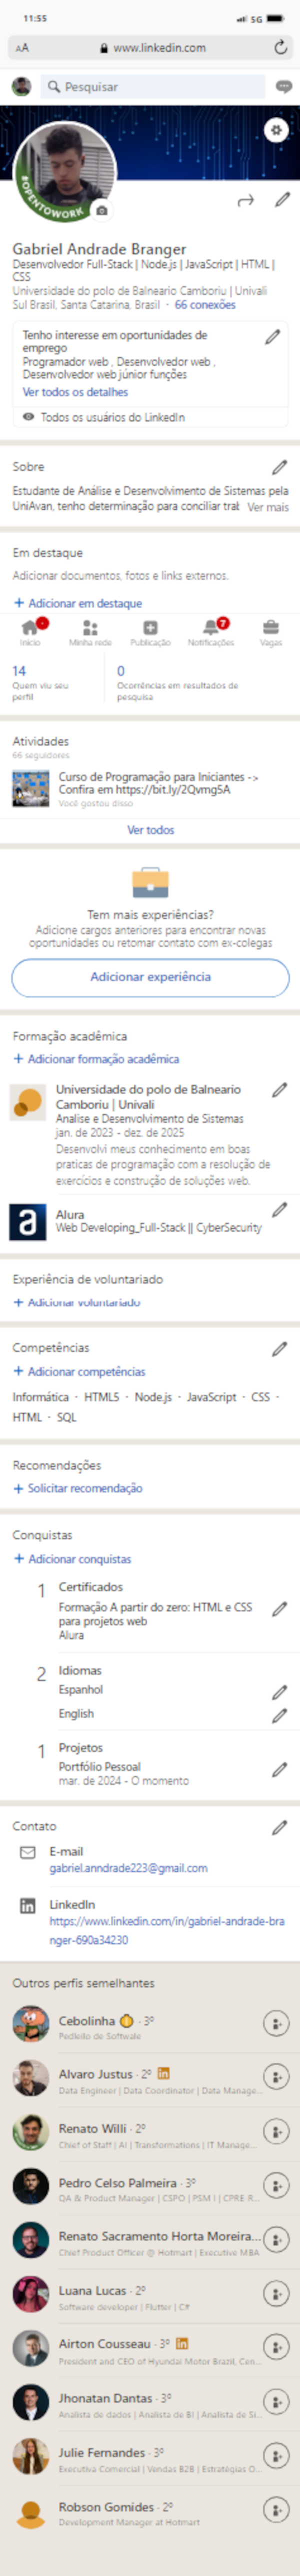 11:55
5G
AA
www.linkedin.com
Pesquisar
#OPENTOWORK
Gabriel Andrade Branger
Desenvolvedor Full-Stack | Node.js | JavaScript | HTML |
CSS
Universidade do polo de Balneario Camboriu | Univali
Sul Brasil, Santa Catarina, Brasil · 66 conexões
Tenho interesse em oportunidades de
emprego
Programador web , Desenvolvedor web ,
Desenvolvedor web júnior funções
Ver todos os detalhes
Todos os usuários do LinkedIn
Sobre
Estudante de Análise e Desenvolvimento de Sistemas pela
UniAvan, tenho determinação para conciliar tral Ver mais
Em destaque
Adicionar documentos, fotos e links externos.
+ Adicionar em destaque
Início
Minha rede
Publicação
7
Notificações
Vagas
14
Quem viu seu
perfil
0
Ocorrências em resultados de
pesquisa
Atividades
66 seguidores
Curso de Programação para Iniciantes ->
Confira em https://bit.ly/2Qvmg5A
Você gostou disso
Ver todos
Tem mais experiências?
Adicione cargos anteriores para encontrar novas
oportunidades ou retomar contato com ex-colegas
Adicionar experiência
Formação acadêmica
+ Adicionar formação acadêmica
Universidade do polo de Balneario
Camboriu | Univali
Analise e Desenvolvimento de Sistemas
jan. de 2023 - dez. de 2025
Desenvolvi meus conhecimento em boas
praticas de programação com a resolução de
exercícios e construção de soluções web.
a
Alura
Web Developing_Full-Stack || CyberSecurity
Experiência de voluntariado
+ Adicionar voluntariado
Competências
+ Adicionar competências
Informática · HTML5 · Node.js · JavaScript · CSS ·
HTML · SQL
Recomendações
+ Solicitar recomendação
Conquistas
+ Adicionar conquistas
1 Certificados
Formação A partir do zero: HTML e CSS
para projetos web
Alura
2 Idiomas
Espanhol
English
1 Projetos
Portfólio Pessoal
mar. de 2024 - O momento
Contato
E-mail
gabriel.anndrade223@gmail.com
LinkedIn
https://www.linkedin.com/in/gabriel-andrade-bra
nger-690a34230
Outros perfis semelhantes
Cebolinha · 3º
Pedleilo de Softwale
Alvaro Justus · 2º
Data Engineer | Data Coordinator | Data Manage...
Renato Willi · 2º
Chief of Staff | AI | Transformations | IT Manage...
Pedro Celso Palmeira · 3º
QA & Product Manager | CSPO | PSM I | CPRE R...
Renato Sacramento Horta Moreira...
Chief Product Officer @ Hotmart | Executive MBA
Luana Lucas · 2º
Software developer | Flutter | C#
Airton Cousseau · 3º
President and CEO of Hyundai Motor Brazil, Cen...
Jhonatan Dantas · 3º
Analista de dados | Analista de BI | Analista de Si...
Julie Fernandes · 3º
Executiva Comercial | Vendas B2B | Estratégias O...
Robson Gomides · 2º
Development Manager at Hotmart